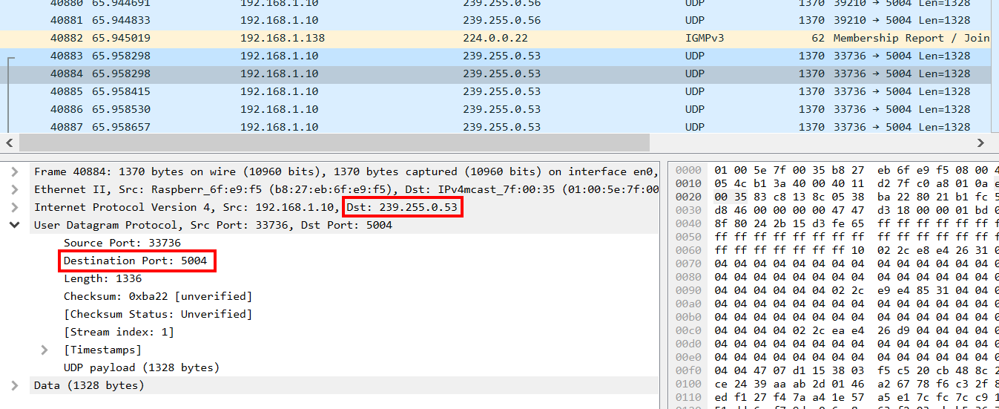 40880 65.944691 192.168.1.10 239.255.0.56 UDP 1370 39210 → 5004 Len=1328
40881 65.944833 192.168.1.10 239.255.0.56 UDP 1370 39210 → 5004 Len=1328
40882 65.945019 192.168.1.138 224.0.0.22 IGMPv3 62 Membership Report / Join
40883 65.958298 192.168.1.10 239.255.0.53 UDP 1370 33736 → 5004 Len=1328
40884 65.958298 192.168.1.10 239.255.0.53 UDP 1370 33736 → 5004 Len=1328
40885 65.958415 192.168.1.10 239.255.0.53 UDP 1370 33736 → 5004 Len=1328
40886 65.958530 192.168.1.10 239.255.0.53 UDP 1370 33736 → 5004 Len=1328
40887 65.958657 192.168.1.10 239.255.0.53 UDP 1370 33736 → 5004 Len=1328
Frame 40884: 1370 bytes on wire (10960 bits), 1370 bytes captured (10960 bits) on interface en0,
Ethernet II, Src: Raspberr_6f:e9:f5 (b8:27:eb:6f:e9:f5), Dst: IPv4mcast_7f:00:35 (01:00:5e:7f:00
Internet Protocol Version 4, Src: 192.168.1.10, Dst: 239.255.0.53
User Datagram Protocol, Src Port: 33736, Dst Port: 5004
Source Port: 33736
Destination Port: 5004
Length: 1336
Checksum: 0xba22 [unverified]
[Checksum Status: Unverified]
[Stream index: 1]
[Timestamps]
UDP payload (1328 bytes)
Data (1328 bytes)
0000 01 00 5e 7f 00 35 b8 27 eb 6f e9 f5 08 00 4
0010 05 4c b1 3a 40 00 40 11 d2 7f c0 a8 01 0a e
0020 00 35 83 c8 13 8c 05 38 ba 22 80 21 b1 fc 5
0030 d8 46 00 00 00 00 47 47 d3 18 00 00 01 bd 0
0040 8f 80 24 2b 15 d3 fe 65 ff ff ff ff ff ff f
0050 ff ff ff ff ff ff ff ff ff ff ff ff ff ff f
0060 ff ff ff ff ff ff ff 10 02 2c e8 e4 26 31 0
0070 04 04 04 04 04 04 04 04 04 04 04 04 04 04 0
0080 04 04 04 04 04 04 04 04 04 04 04 04 04 04 0
0090 04 04 04 04 04 04 02 2c e9 e4 85 31 04 04 0
00a0 04 04 04 04 04 04 04 04 04 04 04 04 04 04 0
00b0 04 04 04 04 04 04 04 04 04 04 04 04 04 04 0
00c0 04 04 04 04 02 2c ea e4 26 d9 04 04 04 04 0
00d0 04 04 04 04 04 04 04 04 04 04 04 04 04 04 0
00e0 04 04 04 04 04 04 04 04 04 04 04 04 04 04 0
00f0 04 04 47 07 d1 15 38 03 f5 c5 20 cb 48 8c 2
0100 ce 24 39 aa ab 2d 01 46 a2 67 78 f6 c3 2f 8
0110 ed f1 27 f4 7a a4 1e 57 a5 e1 7c fc 7c c9 1